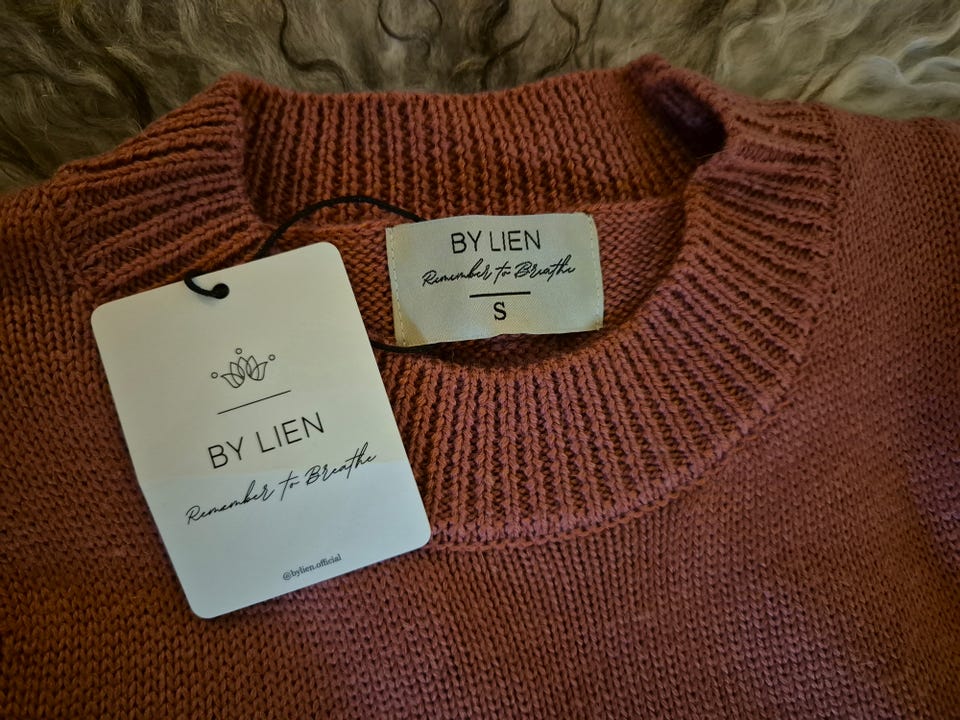 BY LIEN
Remember to Breathe
S
BY LIEN
Remember to Breathe
@bylien.official